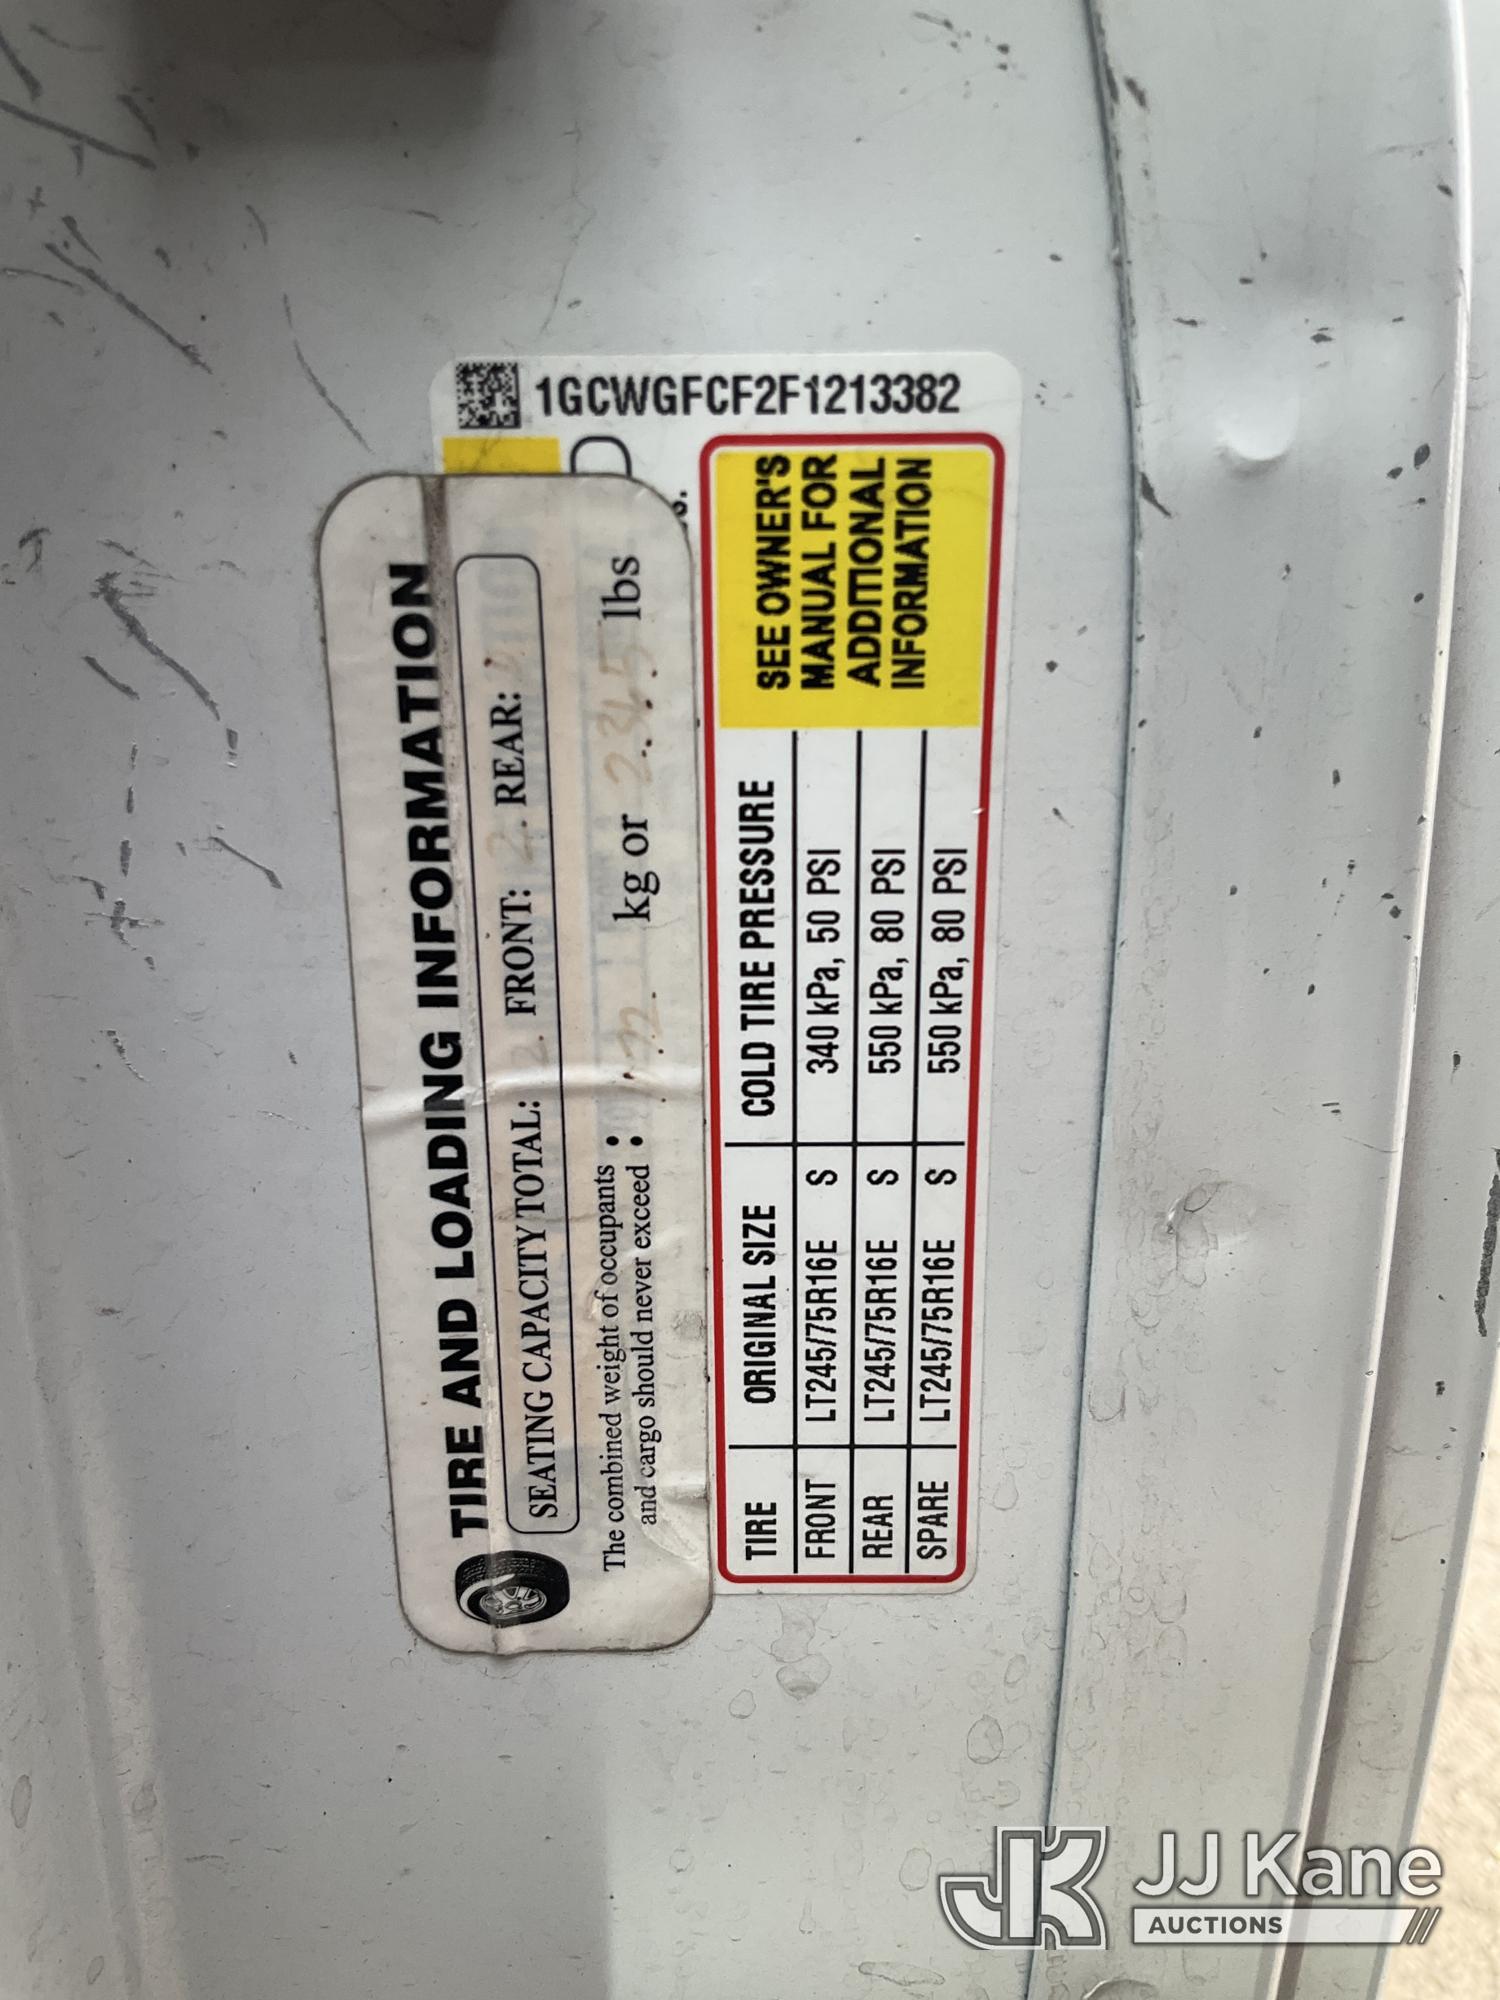 1GCWGFCF2F1213382
TIRE AND LOADING INFORMATION
SEATING CAPACITY TOTAL: 2 FRONT: 2 REAR:
The combined weight of occupants :
and cargo should never exceed : kg or 2345 lbs
TIRE ORIGINAL SIZE COLD TIRE PRESSURE
FRONT LT245/75R16E S 340 kPa, 50 PSI
REAR LT245/75R16E S 550 kPa, 80 PSI
SPARE LT245/75R16E S 550 kPa, 80 PSI
SEE OWNER'S
MANUAL FOR
ADDITIONAL
INFORMATION
JJ Kane
AUCTIONS